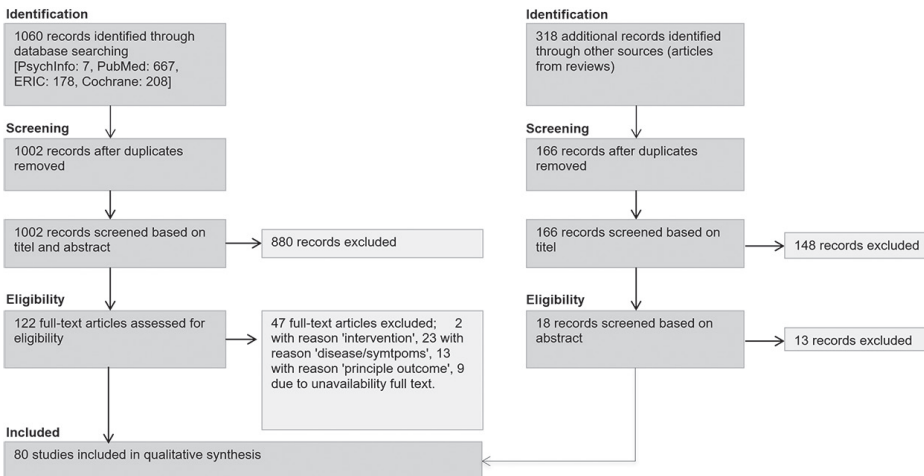 Identification
1060 records identified through
database searching
[PsychInfo: 7, PubMed: 667,
ERIC: 178, Cochrane: 208]
Screening
1002 records after duplicates
removed
1002 records screened based on
titel and abstract
880 records excluded
Eligibility
122 full-text articles assessed for
eligibility
47 full-text articles excluded; 2
with reason 'intervention', 23 with
reason 'disease/symtpoms', 13
with reason 'principle outcome', 9
due to unavailability full text.
Included
80 studies included in qualitative synthesis
Identification
318 additional records identified
through other sources (articles
from reviews)
Screening
166 records after duplicates
removed
166 records screened based on
titel
148 records excluded
Eligibility
18 records screened based on
abstract
13 records excluded